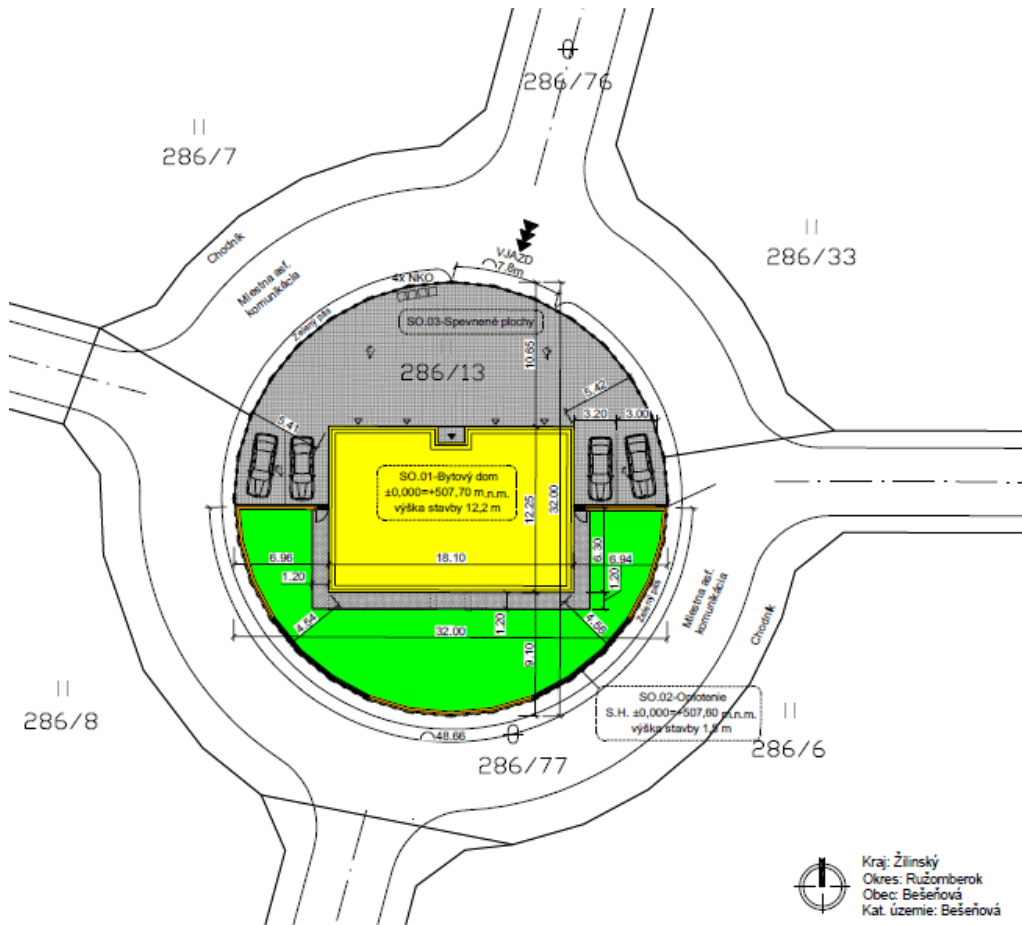 286/76
286/7
286/33
Chodník
Miestna asf.
komunikácia
VJAZD
7.8m
4x NKO
Zelený pás
SO.03-Spevnené plochy
286/13
10.65
5.42
3.20
3.00
5.41
SO.01-Bytový dom
±0,000=+507,70 m.n.m.
výška stavby 12,2 m
12.25
32.00
6.96
18.10
6.30
6.94
1.20
1.20
1.20
4.54
4.66
32.00
9.10
Zelený pás
Miestna asf.
komunikácia
Chodník
SO.02-Oplotenie
S.H. ±0,000=+507,60 m.n.m.
výška stavby 1,8 m
48.66
286/8
286/77
286/6
Kraj: Žilinský
Okres: Ružomberok
Obec: Bešeňová
Kat. územie: Bešeňová